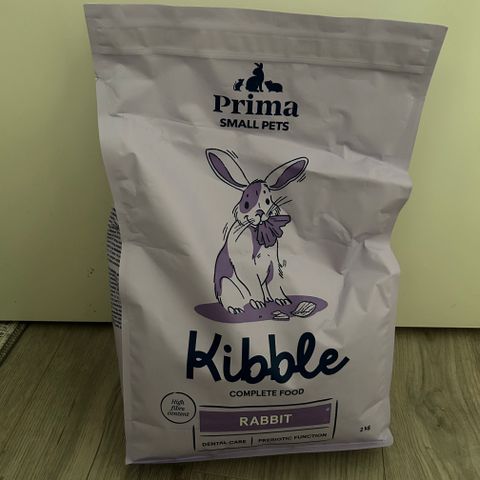 Prima
SMALL PETS
Kibble
COMPLETE FOOD
High
fibre
content
RABBIT
DENTAL CARE | PREBIOTIC FUNCTION
2 kg